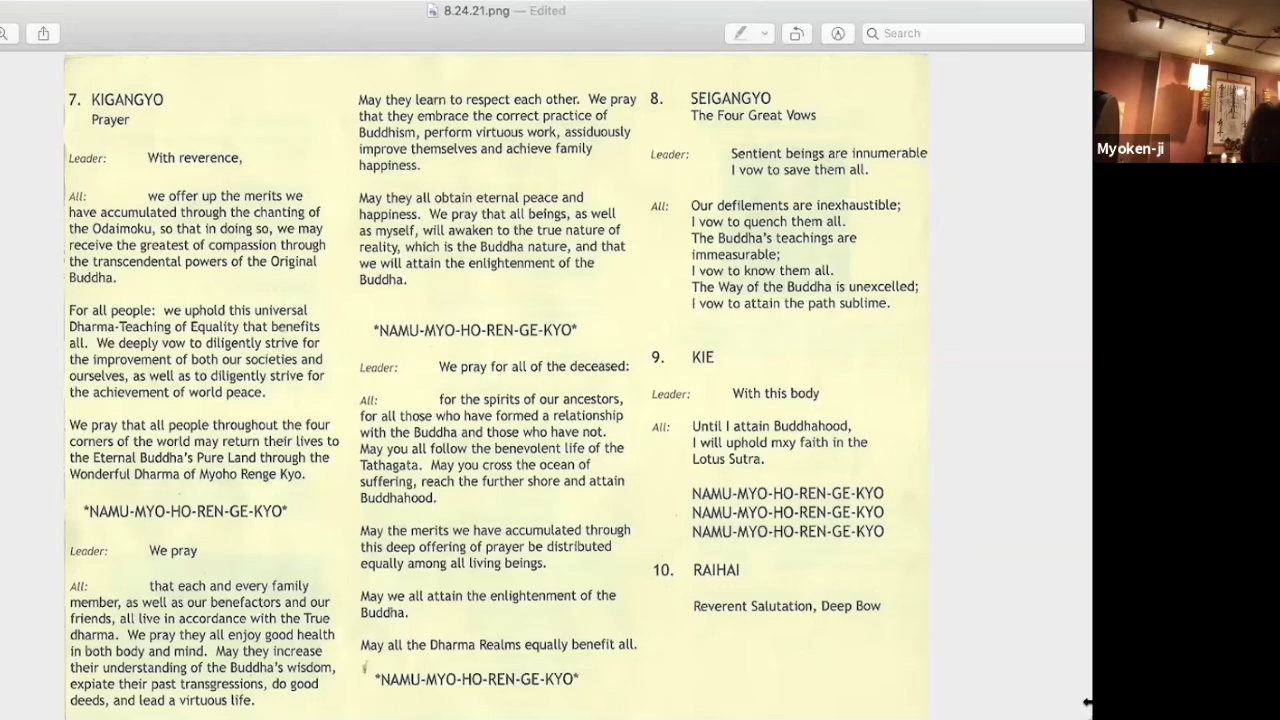 8.24.21.png — Edited
Search
7. KIGANGYO
Prayer
Leader: With reverence,
All: we offer up the merits we
have accumulated through the chanting of
the Odaimoku, so that in doing so, we may
receive the greatest of compassion through
the transcendental powers of the Original
Buddha.
For all people: we uphold this universal
Dharma-Teaching of Equality that benefits
all. We deeply vow to diligently strive for
the improvement of both our societies and
ourselves, as well as to diligently strive for
the achievement of world peace.
We pray that all people throughout the four
corners of the world may return their lives to
the Eternal Buddha's Pure Land through the
Wonderful Dharma of Myoho Renge Kyo.
*NAMU-MYO-HO-REN-GE-KYO*
Leader: We pray
All: that each and every family
member, as well as our benefactors and our
friends, all live in accordance with the True
dharma. We pray they all enjoy good health
in both body and mind. May they increase
their understanding of the Buddha's wisdom,
expiate their past transgressions, do good
deeds, and lead a virtuous life.
May they learn to respect each other. We pray
that they embrace the correct practice of
Buddhism, perform virtuous work, assiduously
improve themselves and achieve family
happiness.
May they all obtain eternal peace and
happiness. We pray that all beings, as well
as myself, will awaken to the true nature of
reality, which is the Buddha nature, and that
we will attain the enlightenment of the
Buddha.
*NAMU-MYO-HO-REN-GE-KYO*
Leader: We pray for all of the deceased:
All: for the spirits of our ancestors,
for all those who have formed a relationship
with the Buddha and those who have not.
May you all follow the benevolent life of the
Tathagata. May you cross the ocean of
suffering, reach the further shore and attain
Buddhahood.
May the merits we have accumulated through
this deep offering of prayer be distributed
equally among all living beings.
May we all attain the enlightenment of the
Buddha.
May all the Dharma Realms equally benefit all.
*NAMU-MYO-HO-REN-GE-KYO*
8. SEIGANGYO
The Four Great Vows
Leader: Sentient beings are innumerable
I vow to save them all.
All: Our defilements are inexhaustible;
I vow to quench them all.
The Buddha's teachings are
immeasurable;
I vow to know them all.
The Way of the Buddha is unexcelled;
I vow to attain the path sublime.
9. KIE
Leader: With this body
All: Until I attain Buddhahood,
I will uphold mxy faith in the
Lotus Sutra.
NAMU-MYO-HO-REN-GE-KYO
NAMU-MYO-HO-REN-GE-KYO
NAMU-MYO-HO-REN-GE-KYO
10. RAIHAI
Reverent Salutation, Deep Bow
Myoken-ji